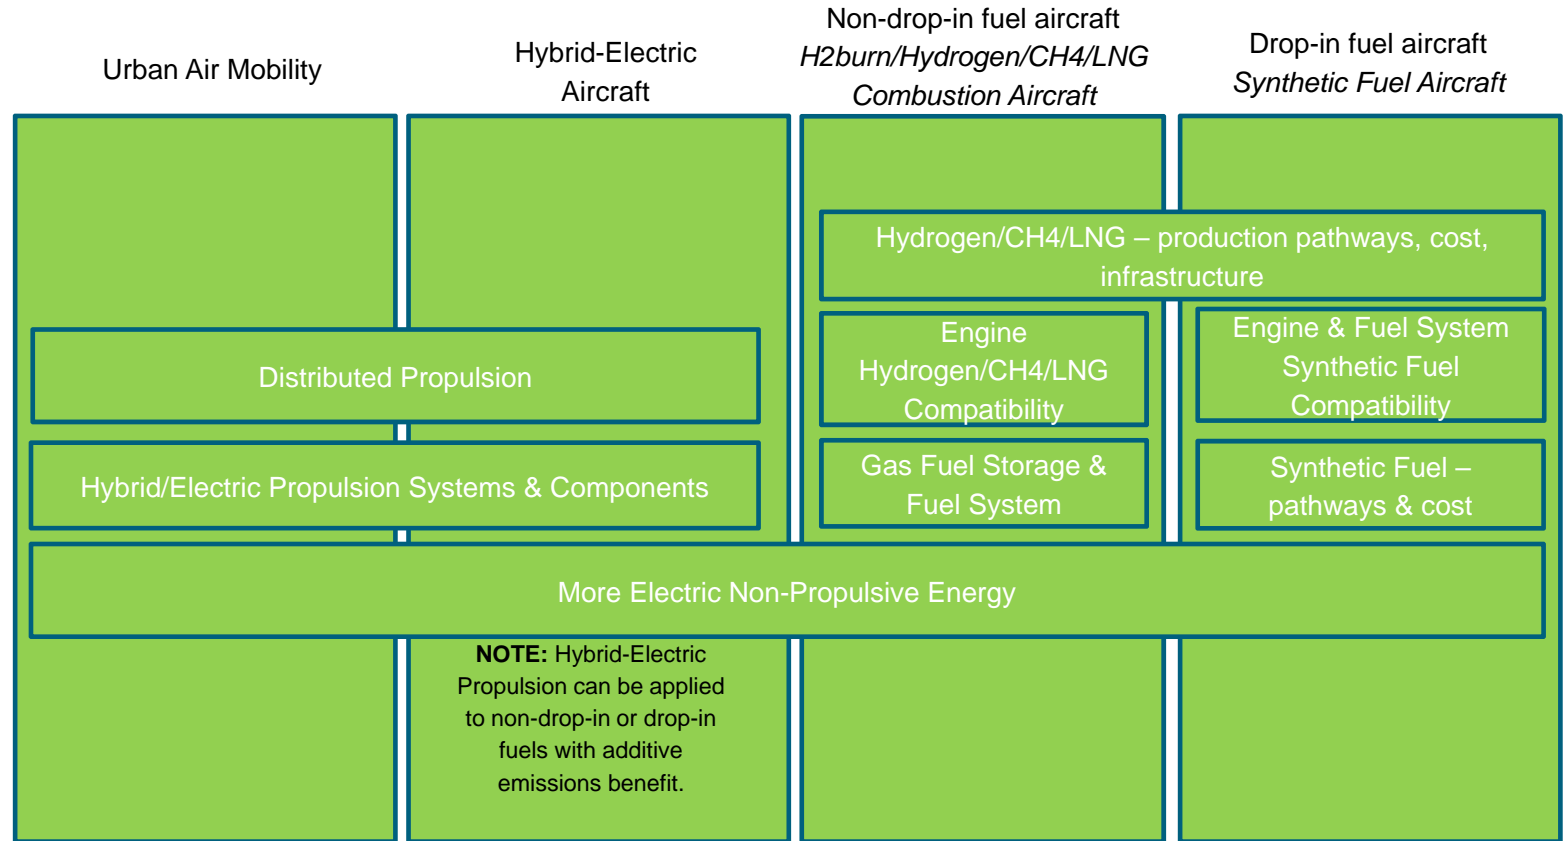 Urban Air Mobility
Hybrid-Electric
Aircraft
Non-drop-in fuel aircraft
H2burn/Hydrogen/CH4/LNG
Combustion Aircraft
Drop-in fuel aircraft
Synthetic Fuel Aircraft
Hydrogen/CH4/LNG – production pathways, cost,
infrastructure
Distributed Propulsion
Engine
Hydrogen/CH4/LNG
Compatibility
Engine & Fuel System
Synthetic Fuel
Compatibility
Hybrid/Electric Propulsion Systems & Components
Gas Fuel Storage &
Fuel System
Synthetic Fuel –
pathways & cost
More Electric Non-Propulsive Energy
NOTE: Hybrid-Electric
Propulsion can be applied
to non-drop-in or drop-in
fuels with additive
emissions benefit.